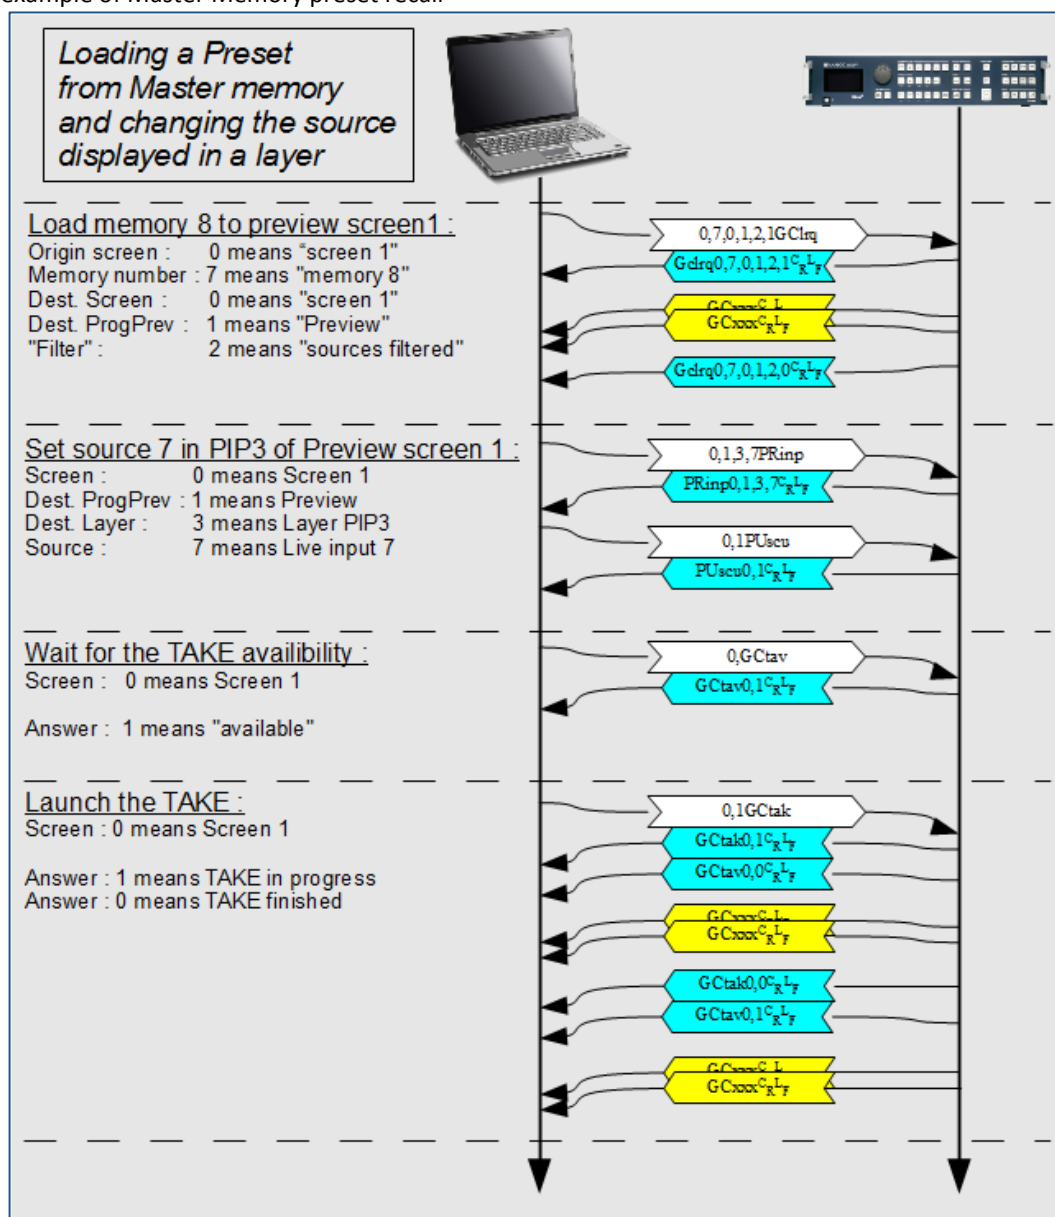 example of Master Memory preset recall
Loading a Preset
from Master memory
and changing the source
displayed in a layer
Load memory 8 to preview screen1 :
Origin screen : 0 means “screen 1"
Memory number : 7 means "memory 8"
Dest. Screen : 0 means "screen 1"
Dest. ProgPrev : 1 means "Preview"
"Filter" : 2 means "sources filtered"
0,7,0,1,2,1GClrq
Gclrq0,7,0,1,2,1CRLF
GCxxxCRLF
GCxxxCRLF
Gclrq0,7,0,1,2,0CRLF
Set source 7 in PIP3 of Preview screen 1 :
Screen : 0 means Screen 1
Dest. ProgPrev : 1 means Preview
Dest. Layer : 3 means Layer PIP3
Source : 7 means Live input 7
0,1,3,7PRinp
PRinp0,1,3,7CRLF
0,1PUscu
PUscu0,1CRLF
Wait for the TAKE availibility :
Screen : 0 means Screen 1
Answer : 1 means "available"
0,GCtav
GCtav0,1CRLF
Launch the TAKE :
Screen : 0 means Screen 1
Answer : 1 means TAKE in progress
Answer : 0 means TAKE finished
0,1GCtak
GCtak0,1CRLF
GCtav0,0CRLF
GCxxxCRLF
GCxxxCRLF
GCtak0,0CRLF
GCtav0,1CRLF
GCxxxCRLF
GCxxxCRLF